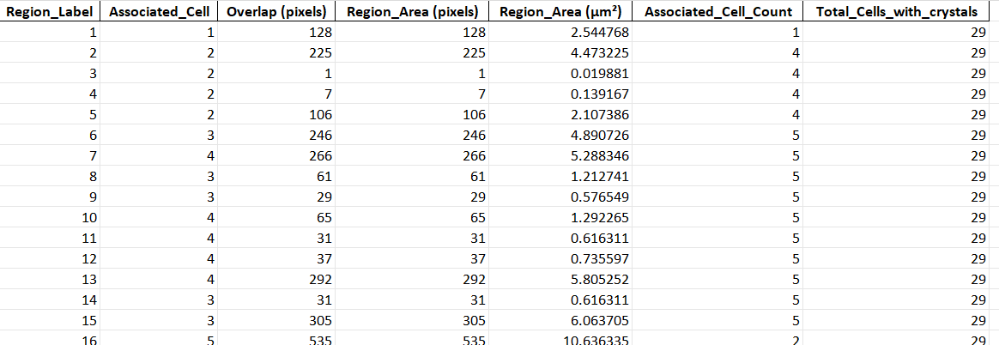 Region_Label Associated_Cell Overlap (pixels) Region_Area (pixels) Region_Area (µm²) Associated_Cell_Count Total_Cells_with_crystals
1 1 128 128 2.544768 1 29
2 2 225 225 4.473225 4 29
3 2 1 1 0.019881 4 29
4 2 7 7 0.139167 4 29
5 2 106 106 2.107386 4 29
6 3 246 246 4.890726 5 29
7 4 266 266 5.288346 5 29
8 3 61 61 1.212741 5 29
9 3 29 29 0.576549 5 29
10 4 65 65 1.292265 5 29
11 4 31 31 0.616311 5 29
12 4 37 37 0.735597 5 29
13 4 292 292 5.805252 5 29
14 3 31 31 0.616311 5 29
15 3 305 305 6.063705 5 29
16 5 535 535 10.636335 2 29